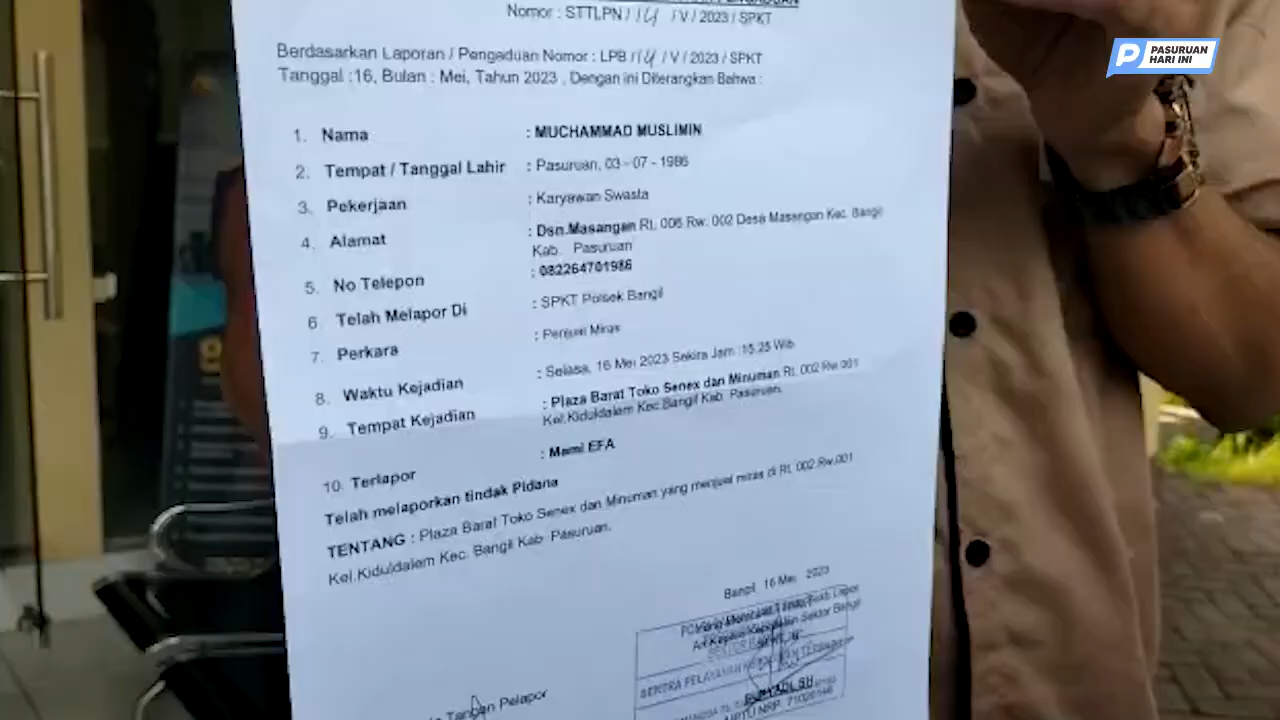 Nomor : STTLPN / 14 / V / 2023 / SPKT
PASURUAN
HARI INI
Berdasarkan Laporan / Pengaduan Nomor : LPB / 14 / V / 2023 / SPKT
Tanggal :16, Bulan : Mei, Tahun 2023 , Dengan ini Diterangkan Bahwa :
1. Nama : MUCHAMMAD MUSLIMIN
2. Tempat / Tanggal Lahir : Pasuruan, 03 - 07 - 1986
3. Pekerjaan : Karyawan Swasta
4. Alamat : Dsn.Masangan Rt. 006 Rw. 002 Desa Masangan Kec. Bangil
Kab. Pasuruan
5. No Telepon : 082264701986
6. Telah Melapor Di : SPKT Polsek Bangil
7. Perkara : Penjual Miras
8. Waktu Kejadian : Selasa, 16 Mei 2023 Sekira Jam :15.25 Wib
9. Tempat Kejadian : Plaza Barat Toko Senex dan Minuman Rt. 002 Rw.001
Kel.Kiduldalem Kec.Bangil Kab. Pasuruan.
10. Terlapor : Mami EFA
Telah melaporkan tindak Pidana
TENTANG : Plaza Barat Toko Senex dan Minuman yang menjual miras di Rt. 002 Rw.001
Kel.Kiduldalem Kec. Bangil Kab. Pasuruan.
Bangil, 16 Mei 2023
Tangan Pelapor